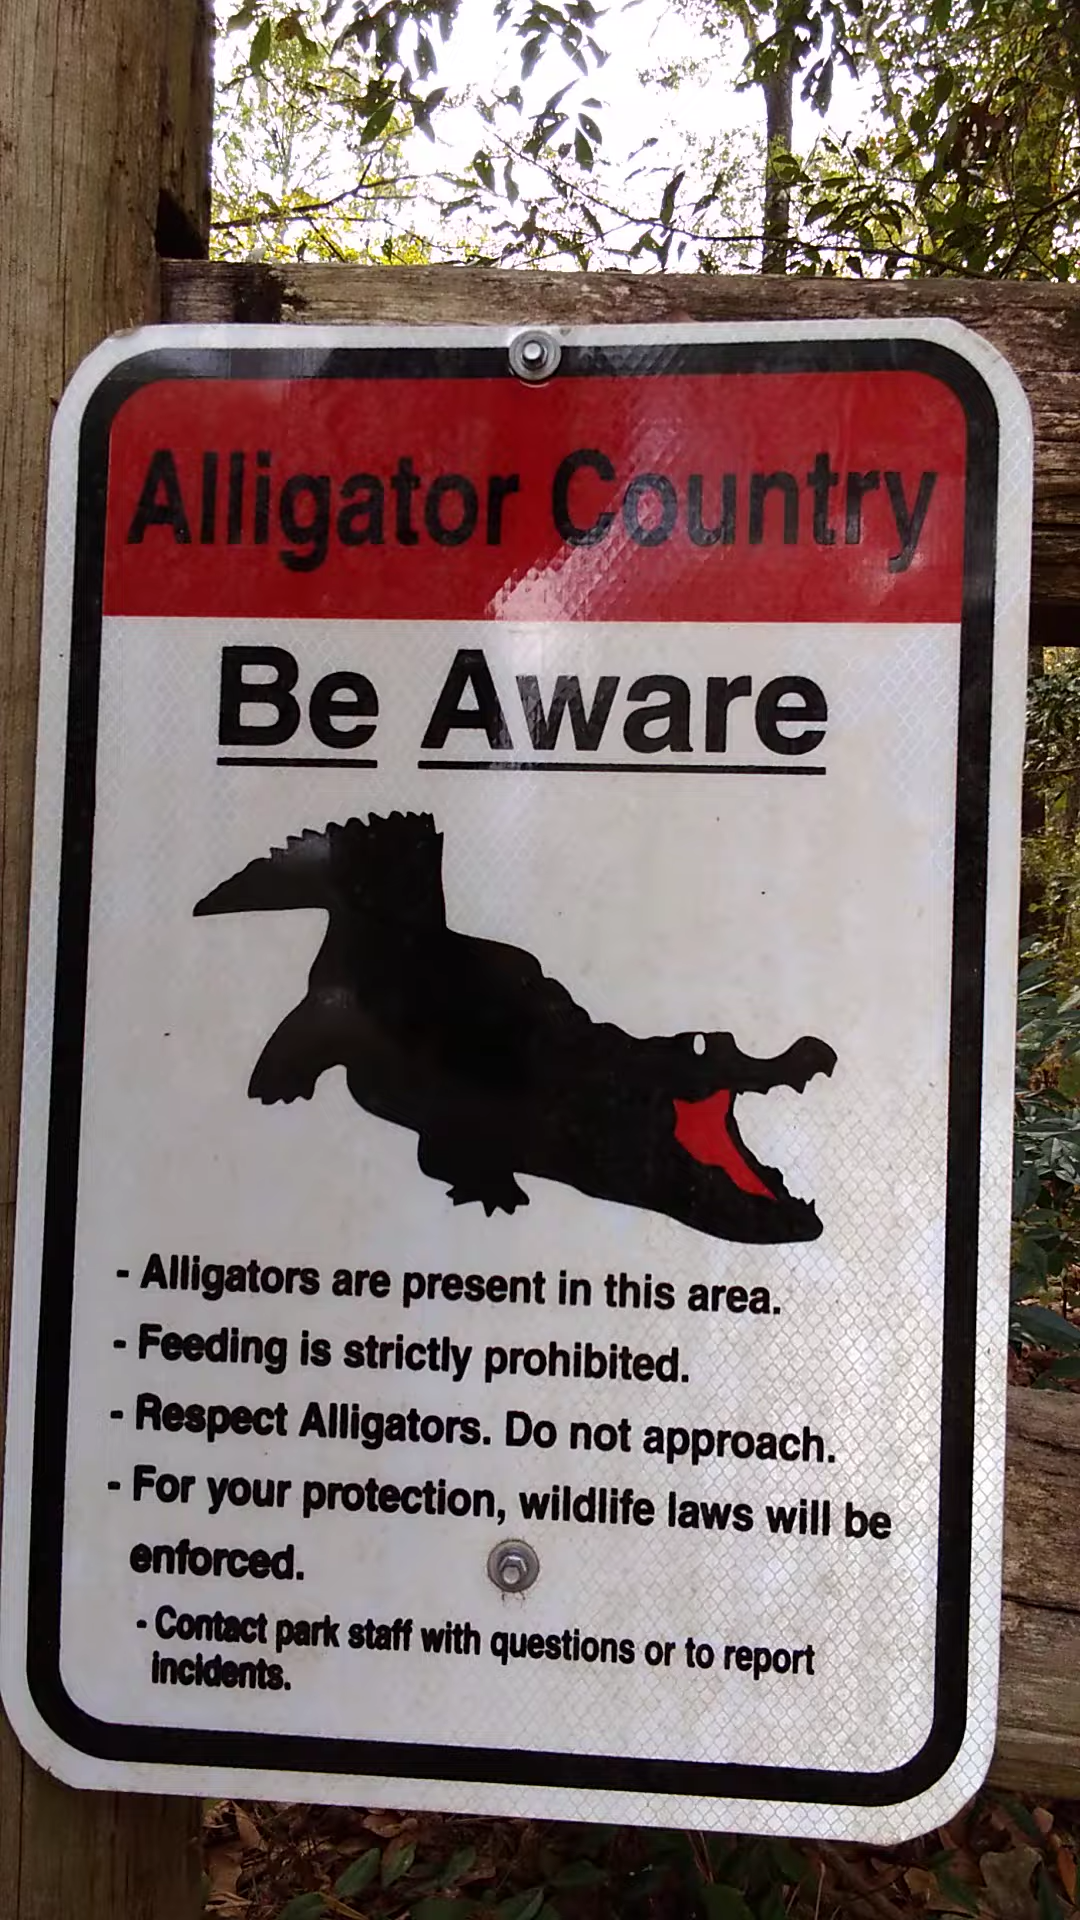 Alligator Country
Be Aware
- Alligators are present in this area.
- Feeding is strictly prohibited.
- Respect Alligators. Do not approach.
- For your protection, wildlife laws will be
enforced.
- Contact park staff with questions or to report
incidents.